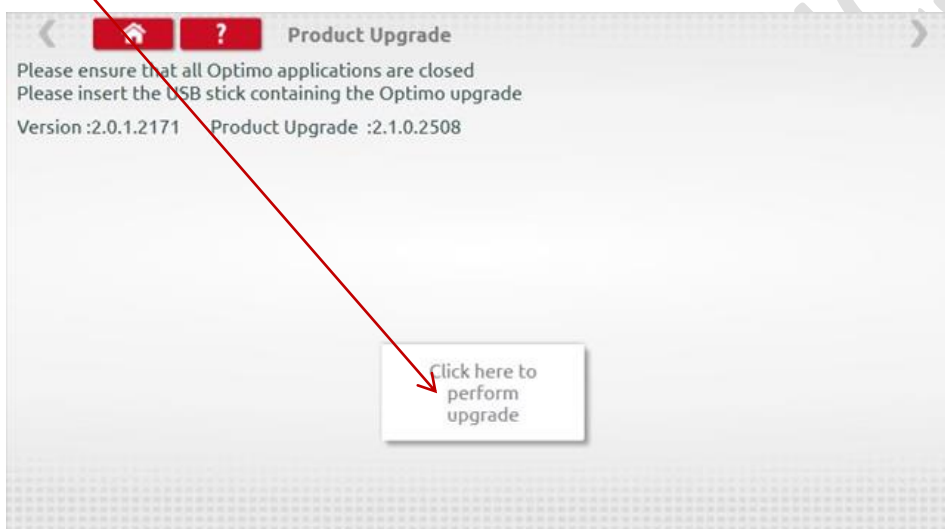 ? Product Upgrade
Please ensure that all Optimo applications are closed
Please insert the USB stick containing the Optimo upgrade
Version :2.0.1.2171 Product Upgrade :2.1.0.2508
Click here to
perform
upgrade